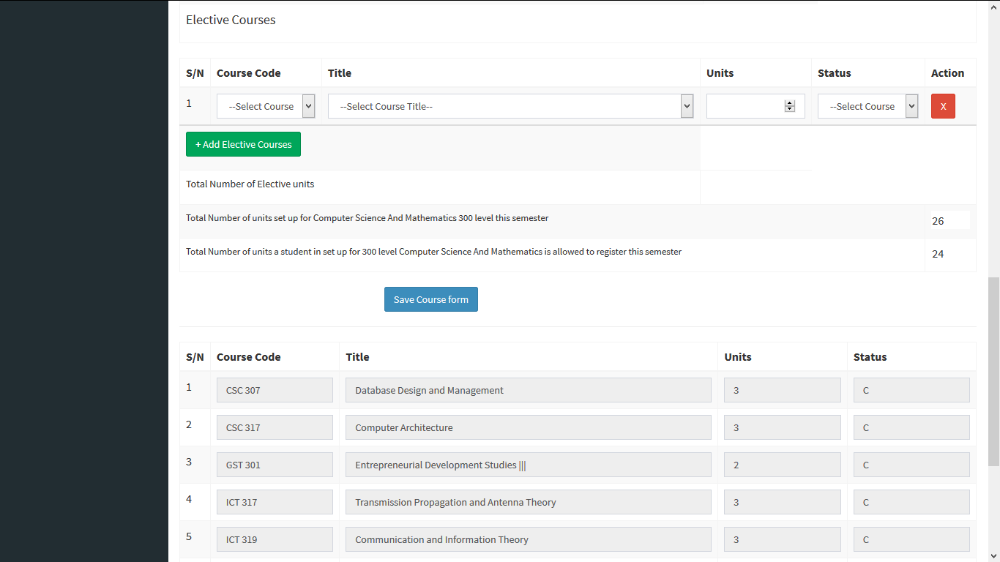 Elective Courses
S/N Course Code Title Units Status Action
1 --Select Course --Select Course Title-- --Select Course X
+ Add Elective Courses
Total Number of Elective units
Total Number of units set up for Computer Science And Mathematics 300 level this semester 26
Total Number of units a student in set up for 300 level Computer Science And Mathematics is allowed to register this semester 24
Save Course form
S/N Course Code Title Units Status
1 CSC 307 Database Design and Management 3 C
2 CSC 317 Computer Architecture 3 C
3 GST 301 Entrepreneurial Development Studies ||| 2 C
4 ICT 317 Transmission Propagation and Antenna Theory 3 C
5 ICT 319 Communication and Information Theory 3 C